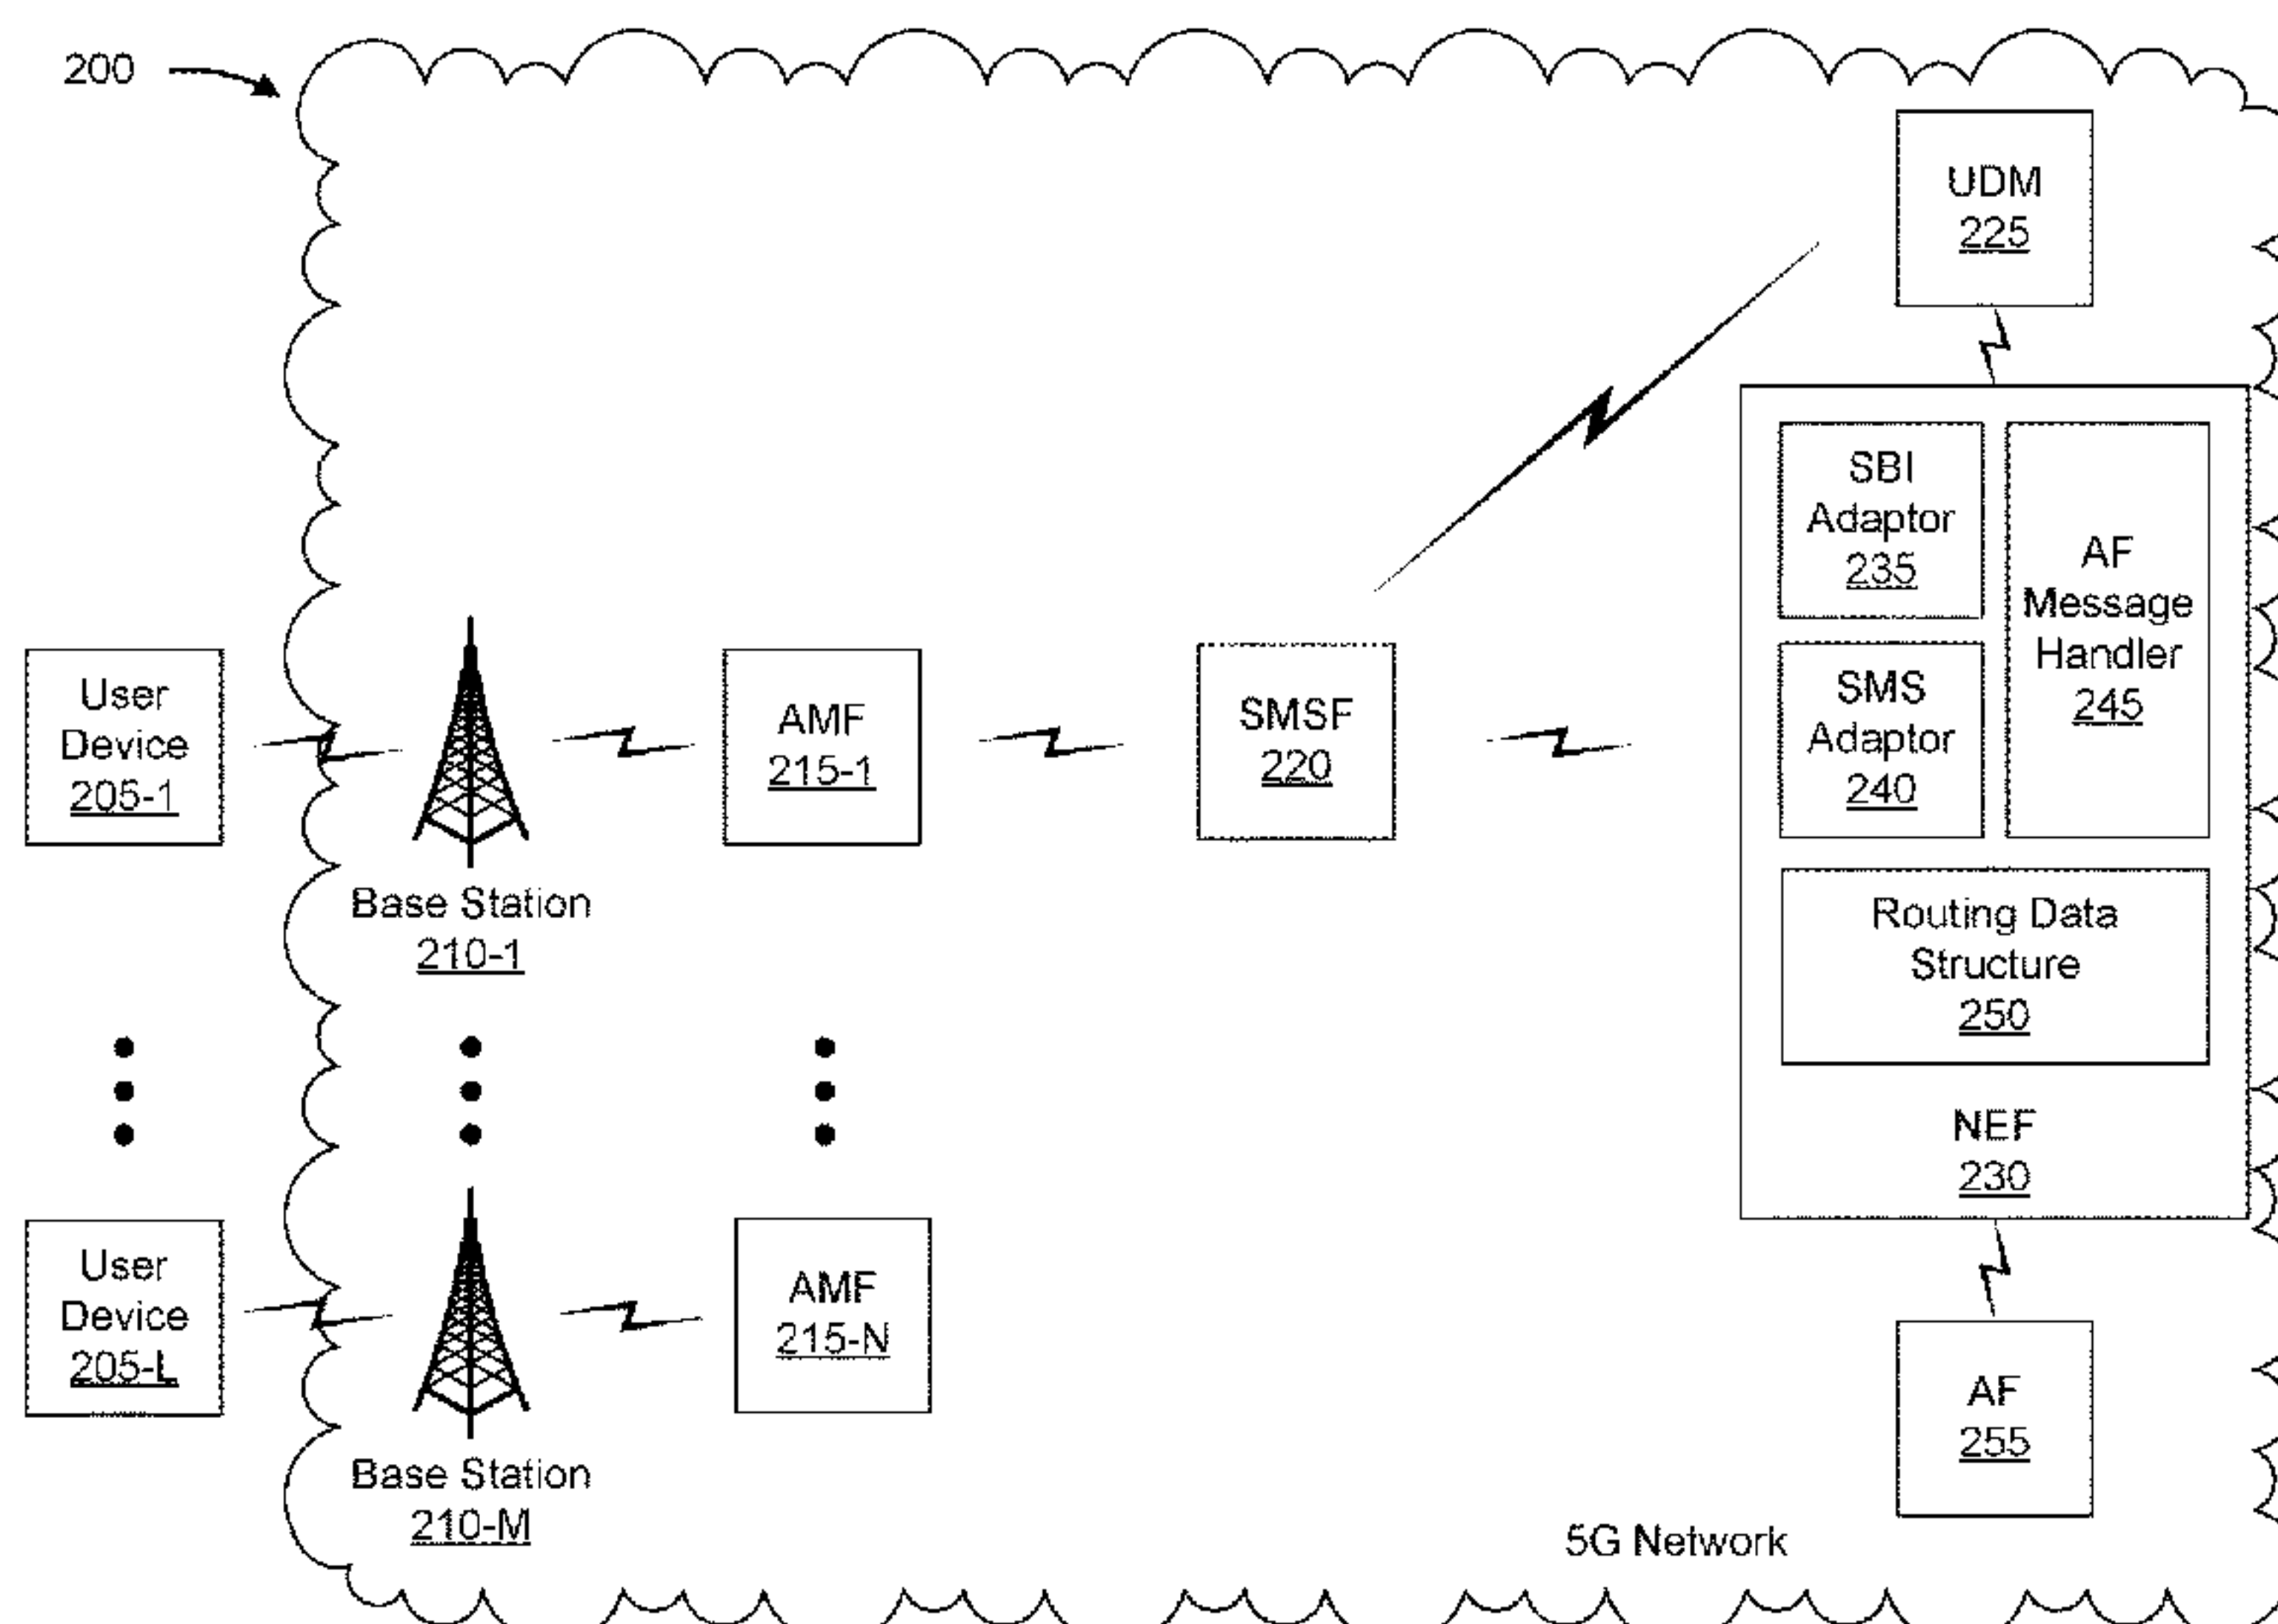 200
UDM
225
SBI
Adaptor
235
AF
Message
Handler
245
SMS
Adaptor
240
User
Device
205-1
AMF
215-1
SMSF
220
Base Station
210-1
Routing Data
Structure
250
NEF
230
User
Device
205-L
AMF
215-N
Base Station
210-M
AF
255
5G Network